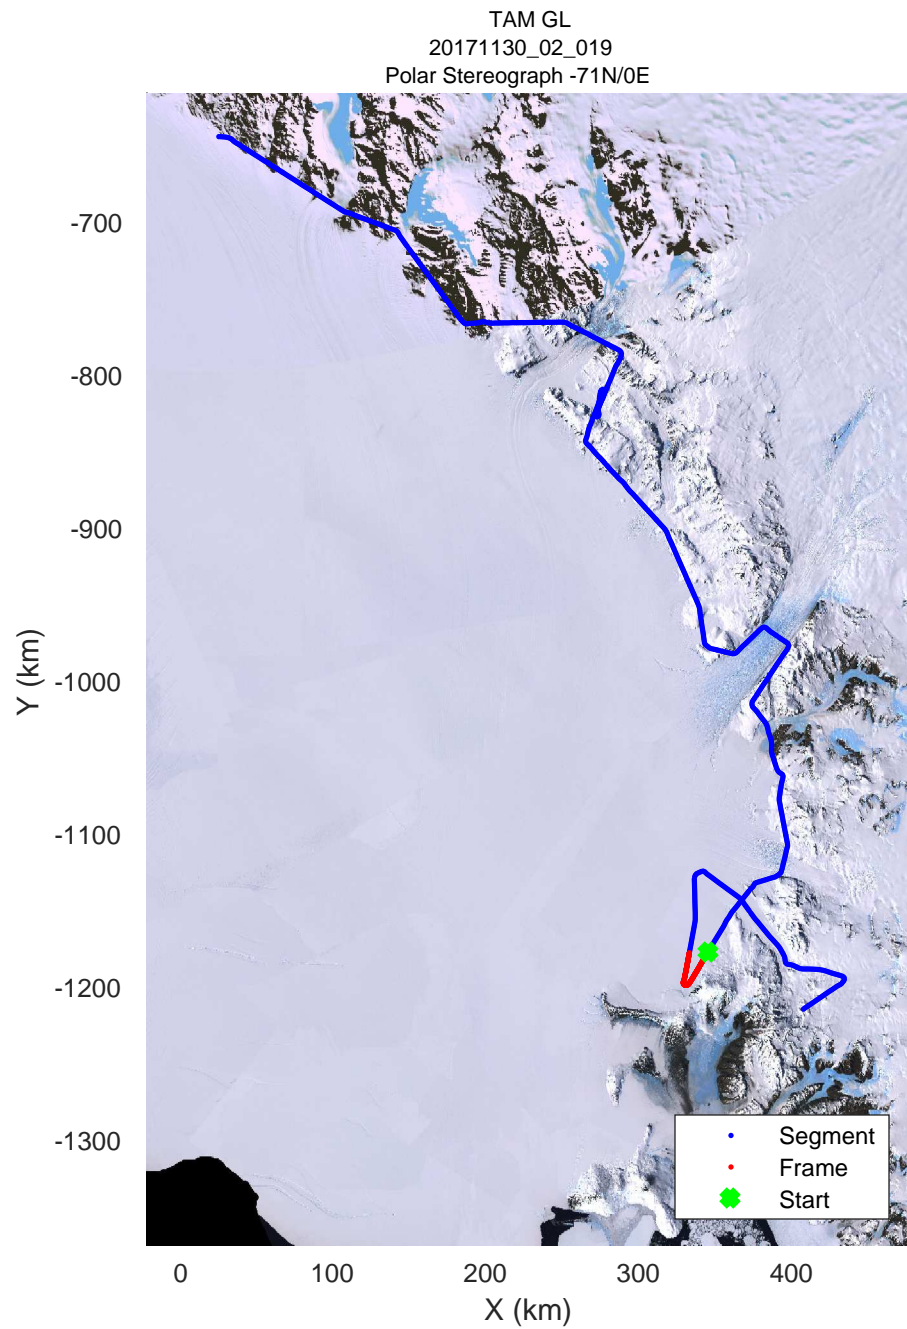 TAM GL
20171130_02_019
Polar Stereograph -71N/0E
-700
-800
-900
-1000
-1100
-1200
-1300
Y (km)
Segment
Frame
Start
0 100 200 300 400
X (km)